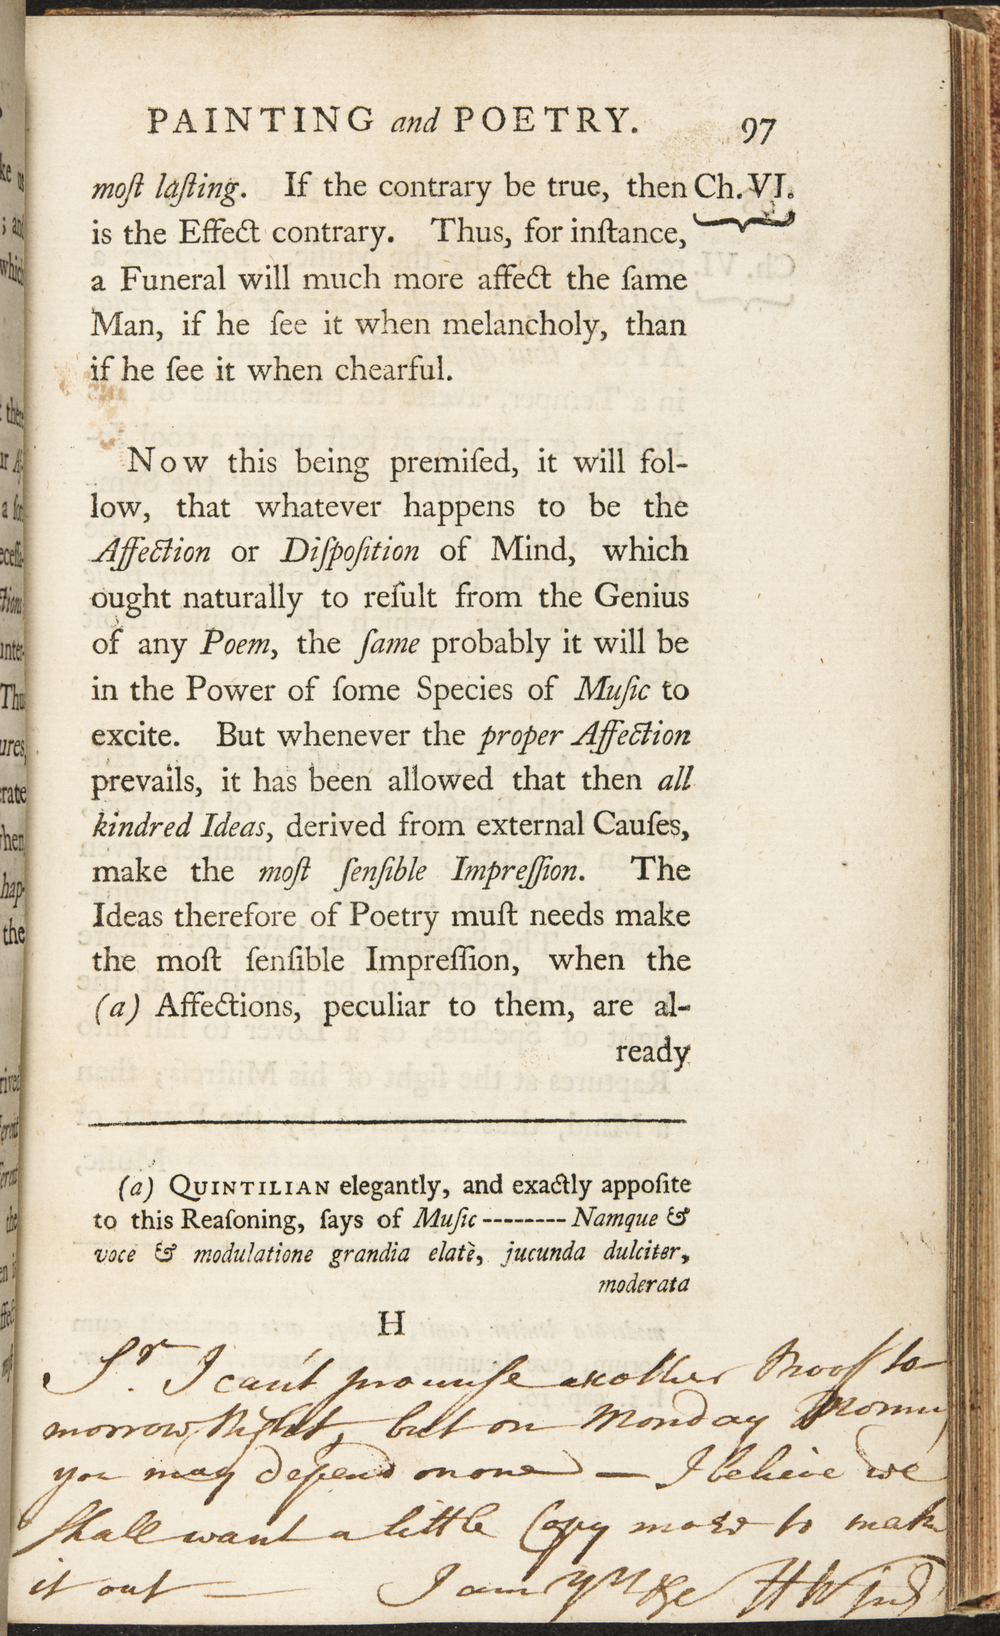 PAINTING and POETRY. 97
moſt laſting. If the contrary be true, then Ch. VI.
is the Effect contrary. Thus, for inſtance,
a Funeral will much more affect the ſame
Man, if he ſee it when melancholy, than
if he ſee it when chearful.
Now this being premiſed, it will fol-
low, that whatever happens to be the
Affection or Diſpoſition of Mind, which
ought naturally to reſult from the Genius
of any Poem, the ſame probably it will be
in the Power of ſome Species of Muſic to
excite. But whenever the proper Affection
prevails, it has been allowed that then all
kindred Ideas, derived from external Cauſes,
make the moſt ſenſible Impreſſion. The
Ideas therefore of Poetry muſt needs make
the moſt ſenſible Impreſſion, when the
(a) Affections, peculiar to them, are al-
ready
(a) QUINTILIAN elegantly, and exactly appoſite
to this Reaſoning, ſays of Muſic -------- Namque &
voce & modulatione grandia elatè, jucunda dulciter,
moderata
H
Sr. I can't promiſe another Proof to-
morrow Night, but on Monday Morning
you may depend on one — I believe we
ſhall want a little Copy more to make
it out — I am Yrs &c